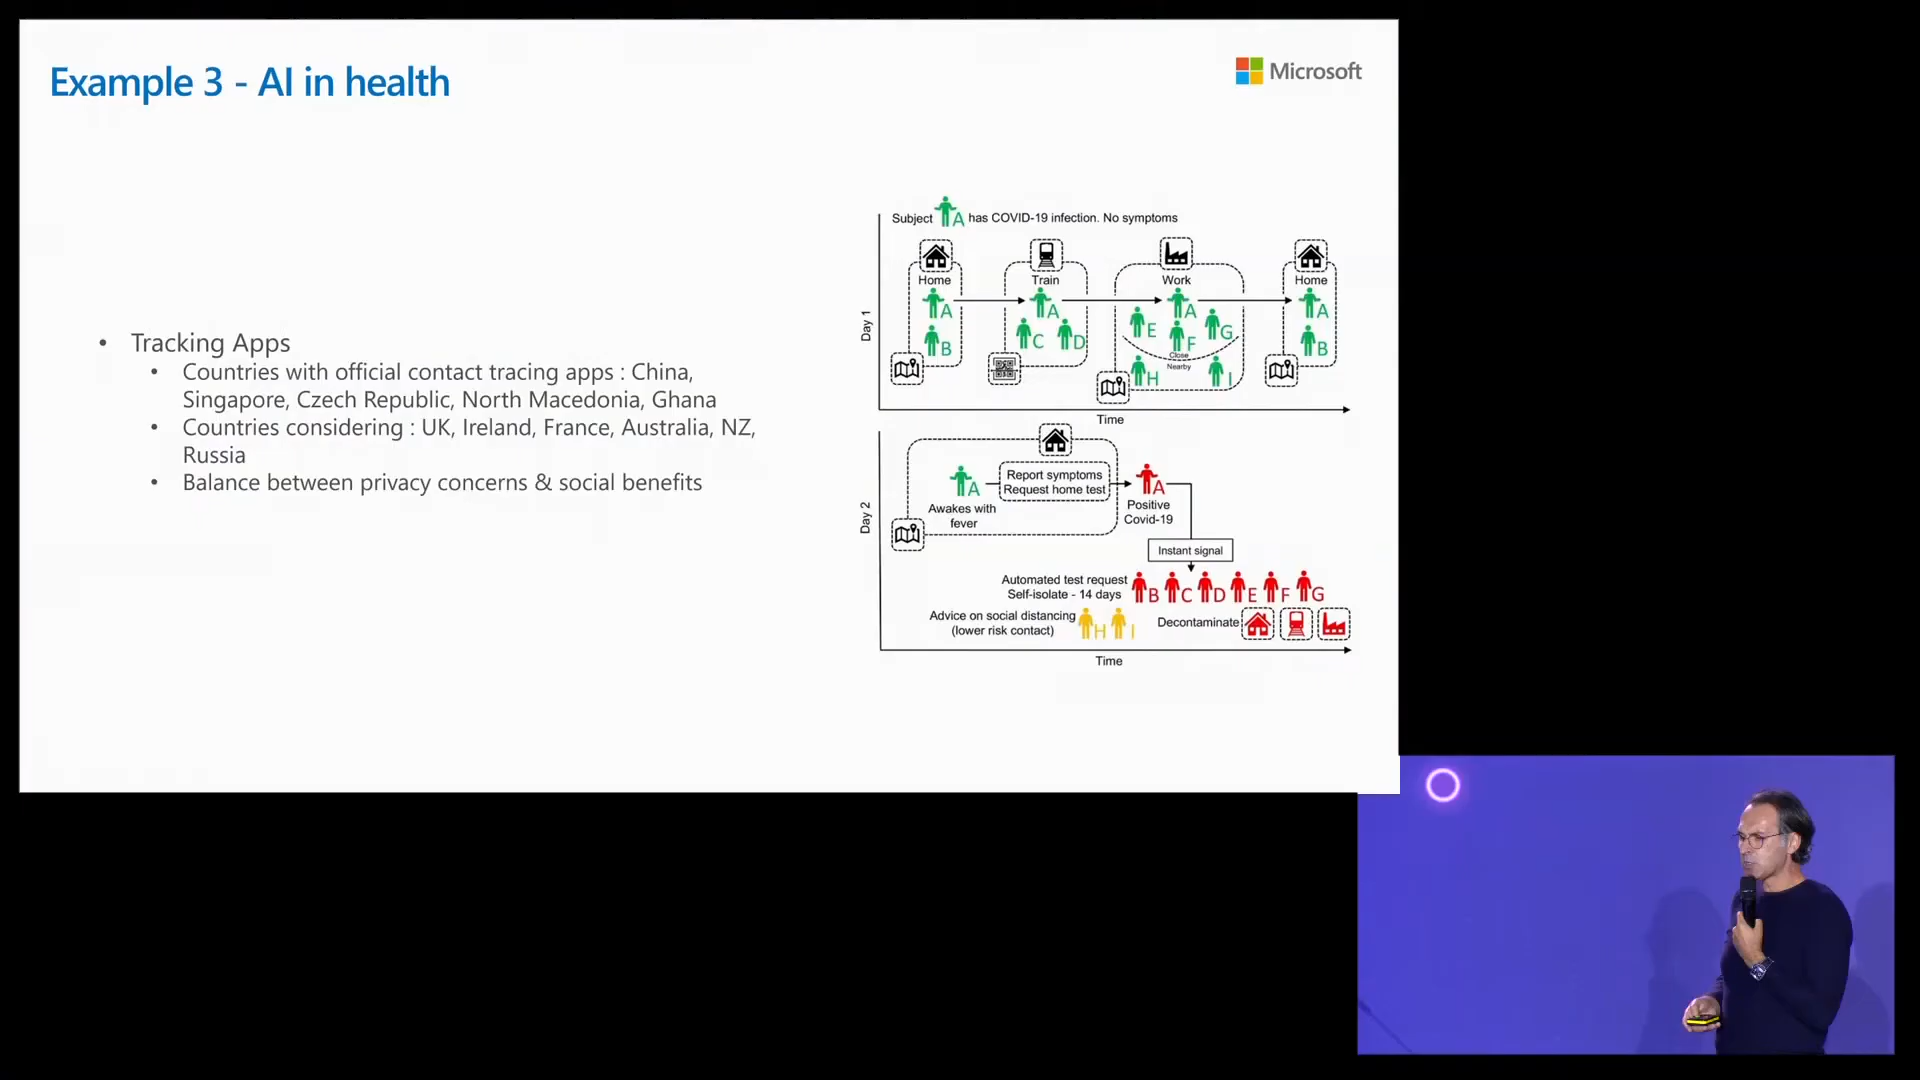 Example 3 - AI in health
Microsoft
• Tracking Apps
• Countries with official contact tracing apps : China,
Singapore, Czech Republic, North Macedonia, Ghana
• Countries considering : UK, Ireland, France, Australia, NZ,
Russia
• Balance between privacy concerns & social benefits
Subject A has COVID-19 infection. No symptoms
Day 1
Home
Train
Work
Home
A
A
A
A
B
C D
E F G
B
Close
Nearby
H I
Time
Day 2
A
Awakes with
fever
Report symptoms
Request home test
A
Positive
Covid-19
Instant signal
Automated test request
Self-isolate - 14 days
B C D E F G
Advice on social distancing
(lower risk contact)
H I
Decontaminate
Time